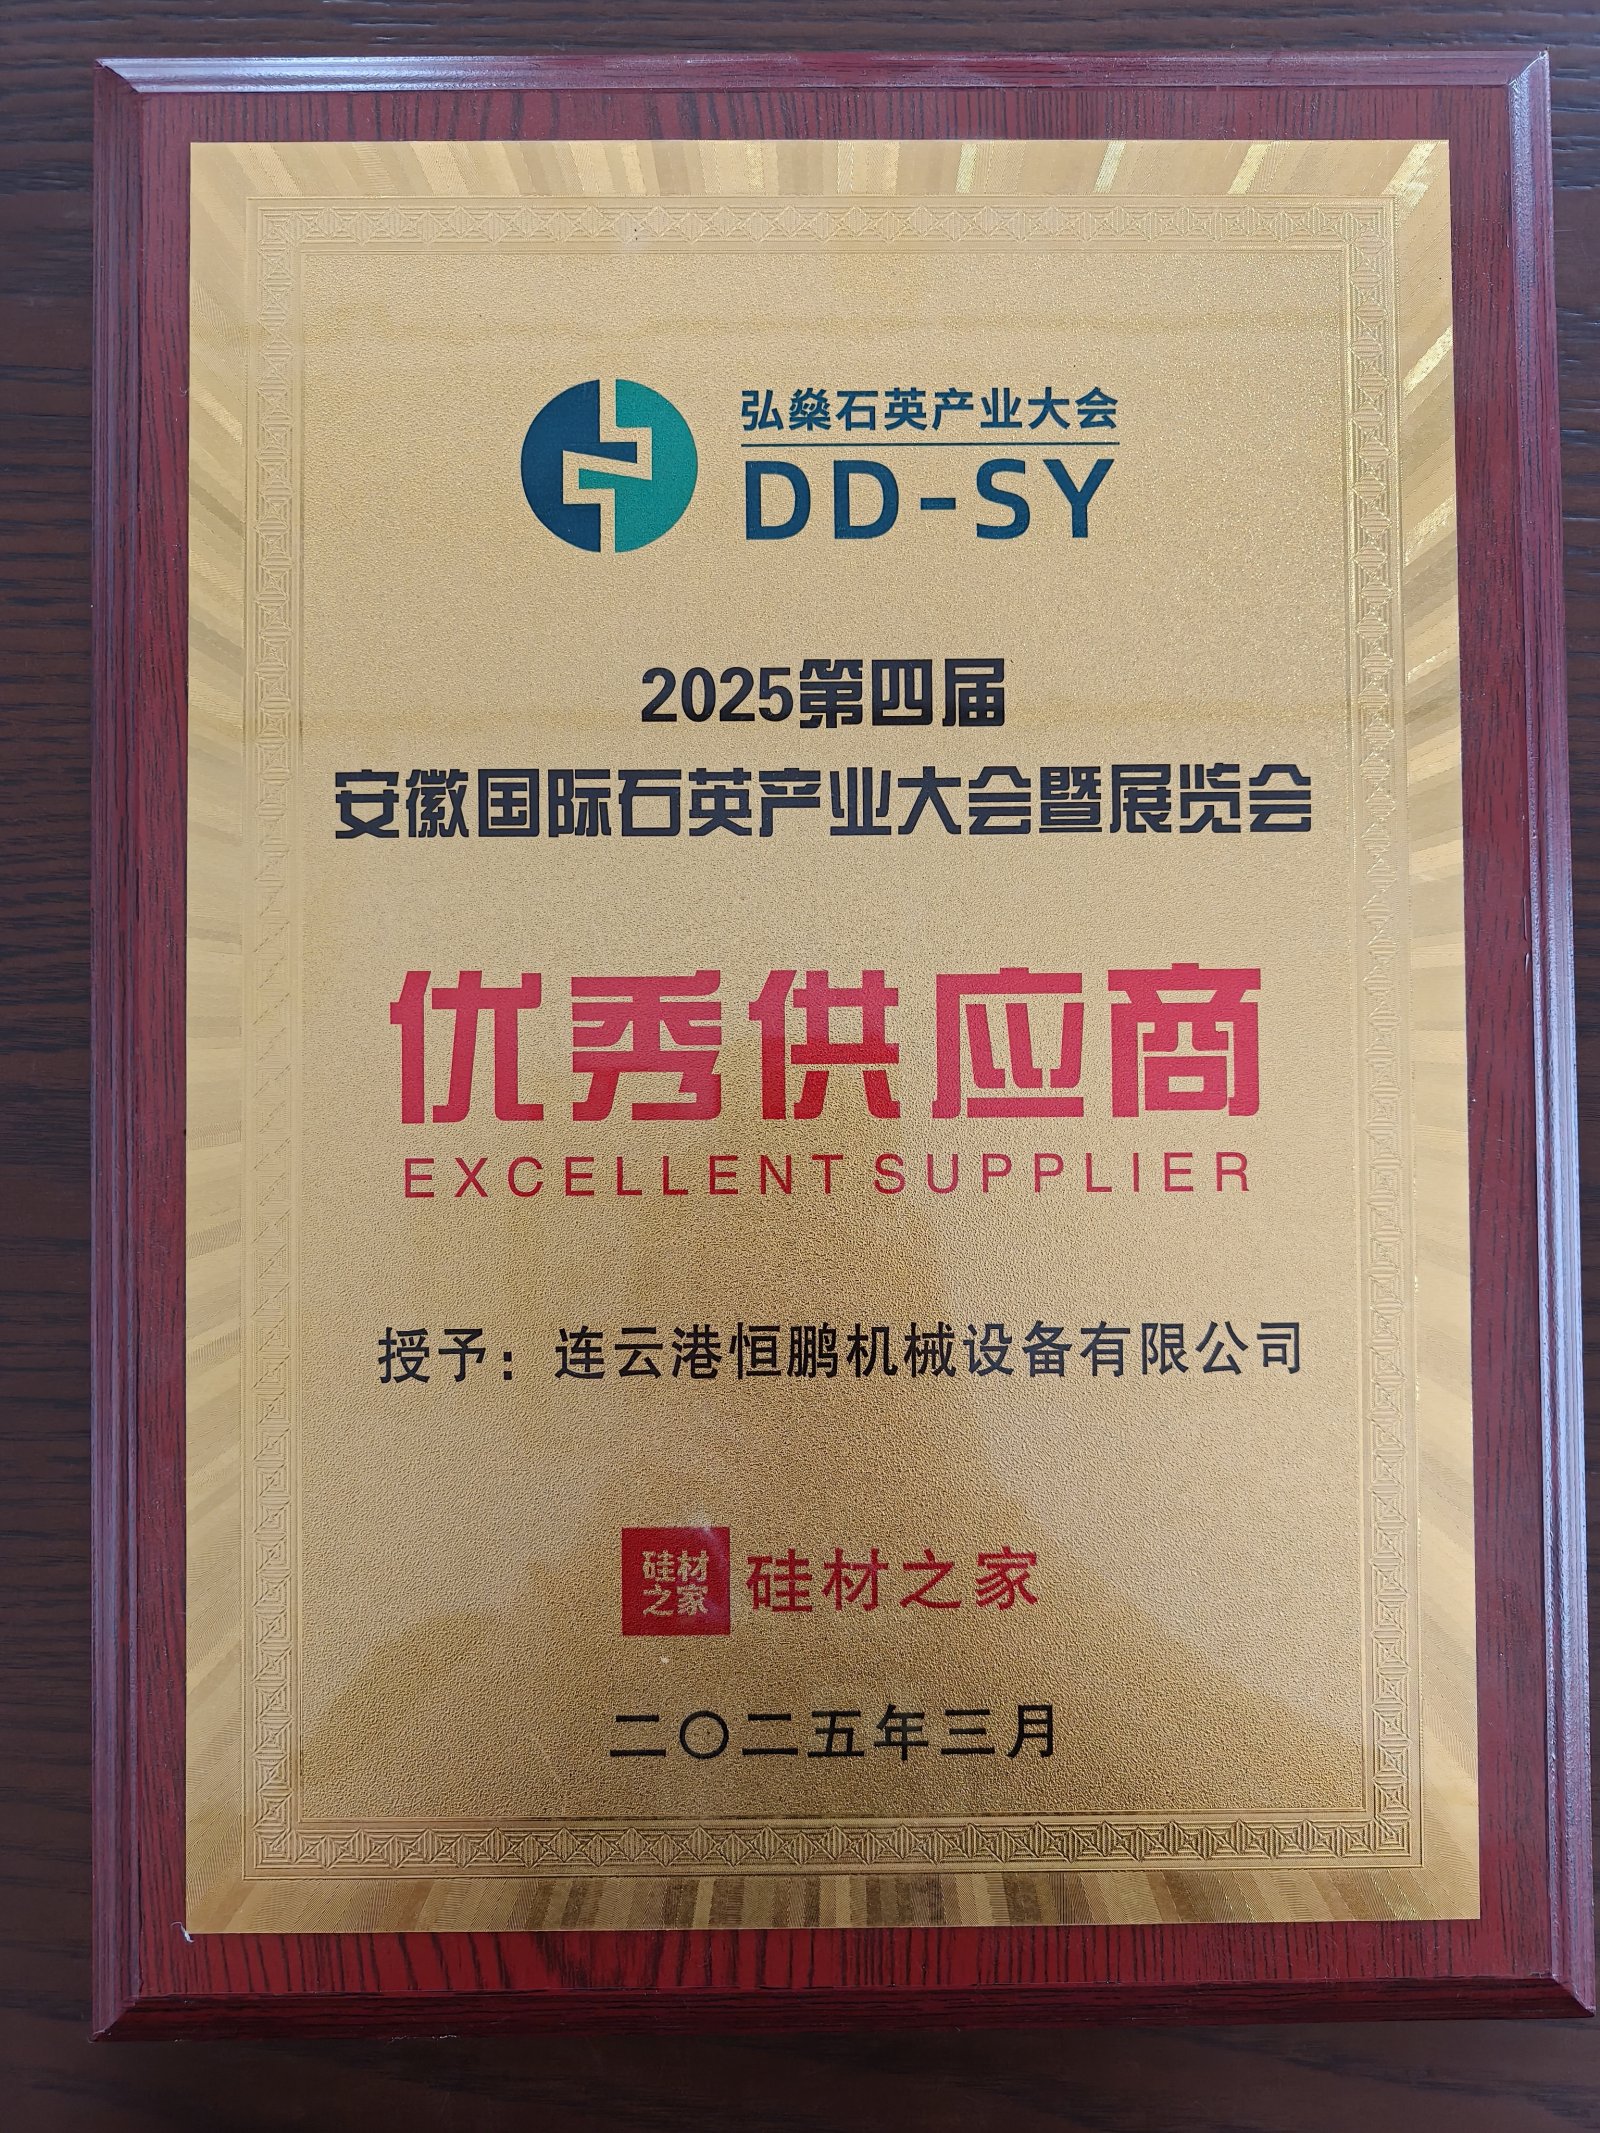 弘燊石英产业大会
DD-SY
2025第四届
安徽国际石英产业大会暨展览会
优秀供应商
EXCELLENT SUPPLIER
授予：连云港恒鹏机械设备有限公司
硅材
之家
硅材之家
二〇二五年三月